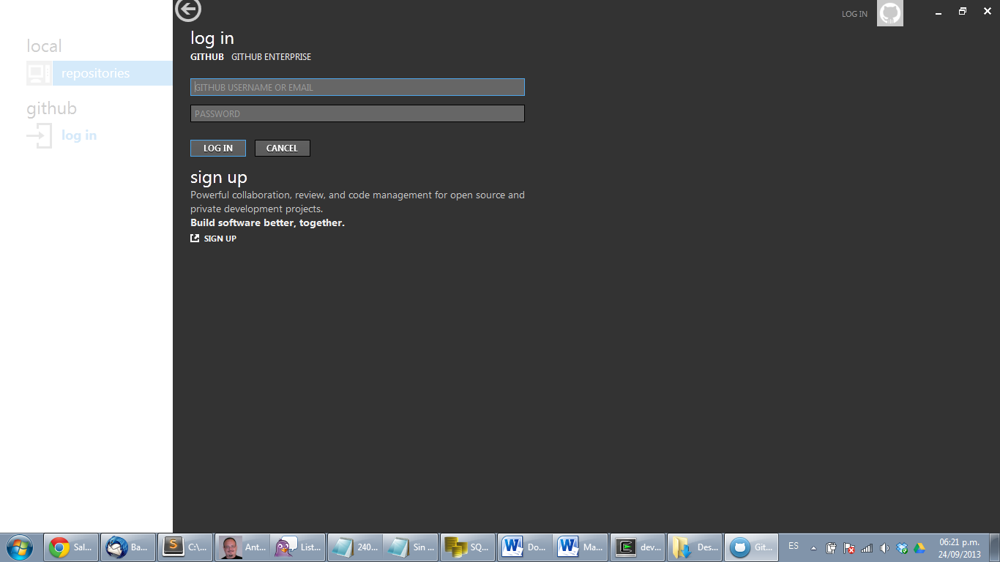 LOG IN
local
repositories
github
log in
log in
GITHUB GITHUB ENTERPRISE
GITHUB USERNAME OR EMAIL
PASSWORD
LOG IN CANCEL
sign up
Powerful collaboration, review, and code management for open source and
private development projects.
Build software better, together.
SIGN UP
Sal... Ba... C:\... Ant... List... 240... Sin ... SQ... Do... Ma... dev... Des... Git... ES 06:21 p.m.
24/09/2013